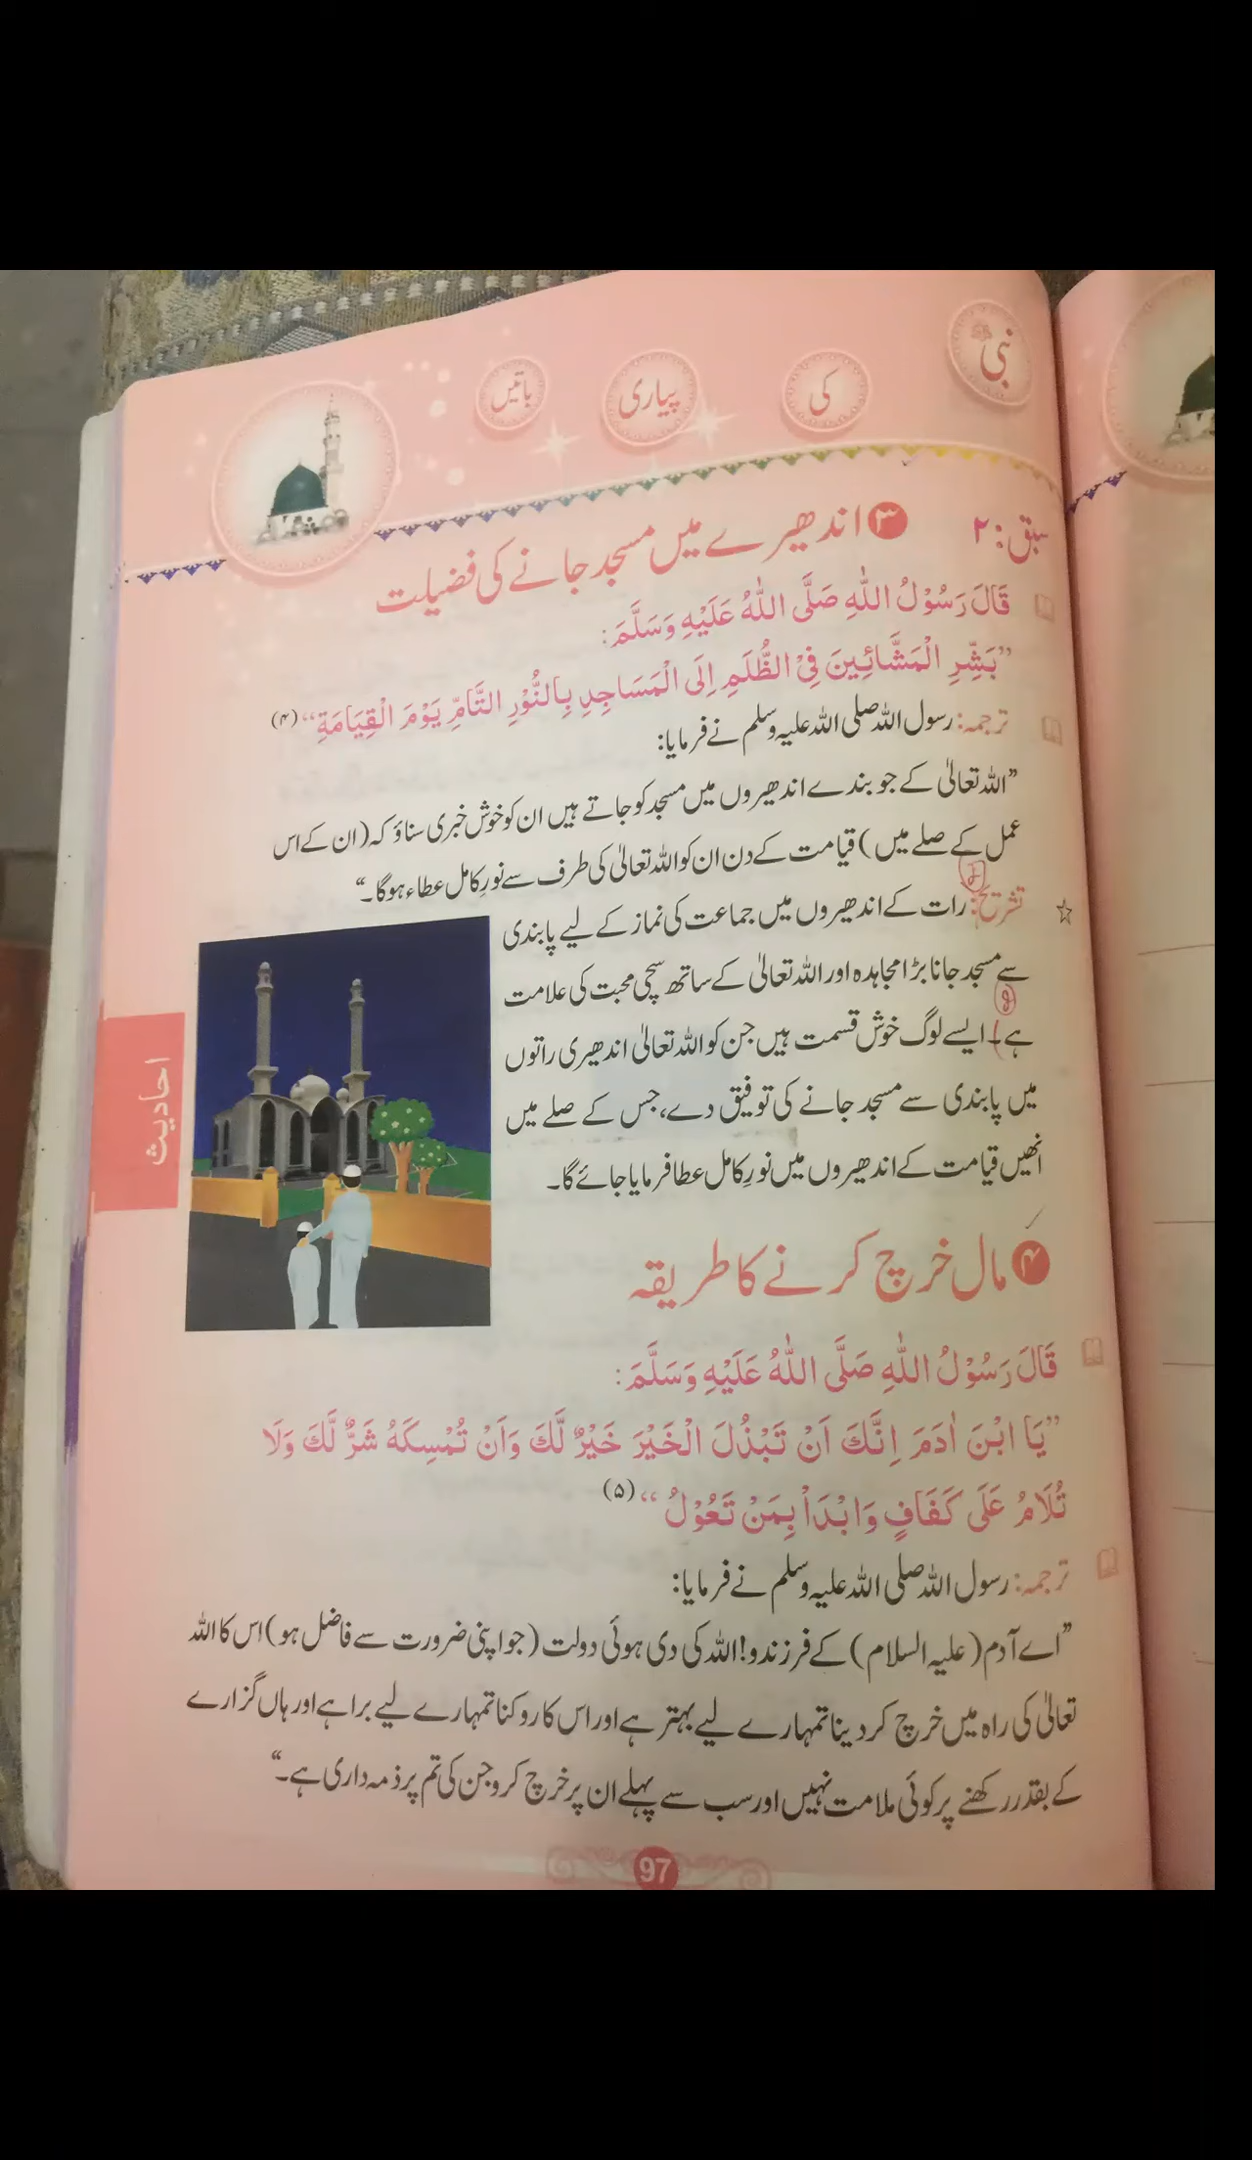 نبی ﷺ کی پیاری باتیں
سبق: ۲
۳ اندھیرے میں مسجد جانے کی فضیلت
قَالَ رَسُوْلُ اللّٰهِ صَلَّى اللّٰهُ عَلَيْهِ وَسَلَّمَ:
”بَشِّرِ الْمَشَّائِيْنَ فِيْ الظُّلَمِ اِلَى الْمَسَاجِدِ بِالنُّوْرِ التَّامِّ يَوْمَ الْقِيَامَةِ“ (۴)
ترجمہ: رسول اللہ صلی اللہ علیہ وسلم نے فرمایا:
”اللہ تعالیٰ کے جو بندے اندھیروں میں مسجد کو جاتے ہیں ان کو خوش خبری سناؤ کہ (ان کے اس
عمل کے صلے میں) قیامت کے دن ان کو اللہ تعالیٰ کی طرف سے نورِ کامل عطاء ہوگا۔“
☆ تشریح: رات کے اندھیروں میں جماعت کی نماز کے لیے پابندی
سے مسجد جانا بڑا مجاہدہ اور اللہ تعالیٰ کے ساتھ سچی محبت کی علامت
ہے۔ ایسے لوگ خوش قسمت ہیں جن کو اللہ تعالیٰ اندھیری راتوں
میں پابندی سے مسجد جانے کی توفیق دے، جس کے صلے میں
انھیں قیامت کے اندھیروں میں نورِ کامل عطا فرمایا جائے گا۔
احادیث
۴ مال خرچ کرنے کا طریقہ
قَالَ رَسُوْلُ اللّٰهِ صَلَّى اللّٰهُ عَلَيْهِ وَسَلَّمَ:
”يَا ابْنَ اٰدَمَ اِنَّكَ اَنْ تَبْذُلَ الْخَيْرَ خَيْرٌ لَّكَ وَاَنْ تُمْسِكَهُ شَرٌّ لَّكَ وَلَا
تُلَامُ عَلَى كَفَافٍ وَابْدَاْ بِمَنْ تَعُوْلُ“ (۵)
ترجمہ: رسول اللہ صلی اللہ علیہ وسلم نے فرمایا:
”اے آدم (علیہ السلام) کے فرزندو! اللہ کی دی ہوئی دولت (جو اپنی ضرورت سے فاضل ہو) اس کا اللہ
تعالیٰ کی راہ میں خرچ کر دینا تمہارے لیے بہتر ہے اور اس کا روکنا تمہارے لیے برا ہے اور ہاں گزارے
کے بقدر رکھنے پر کوئی ملامت نہیں اور سب سے پہلے ان پر خرچ کرو جن کی تم پر ذمہ داری ہے۔“
97